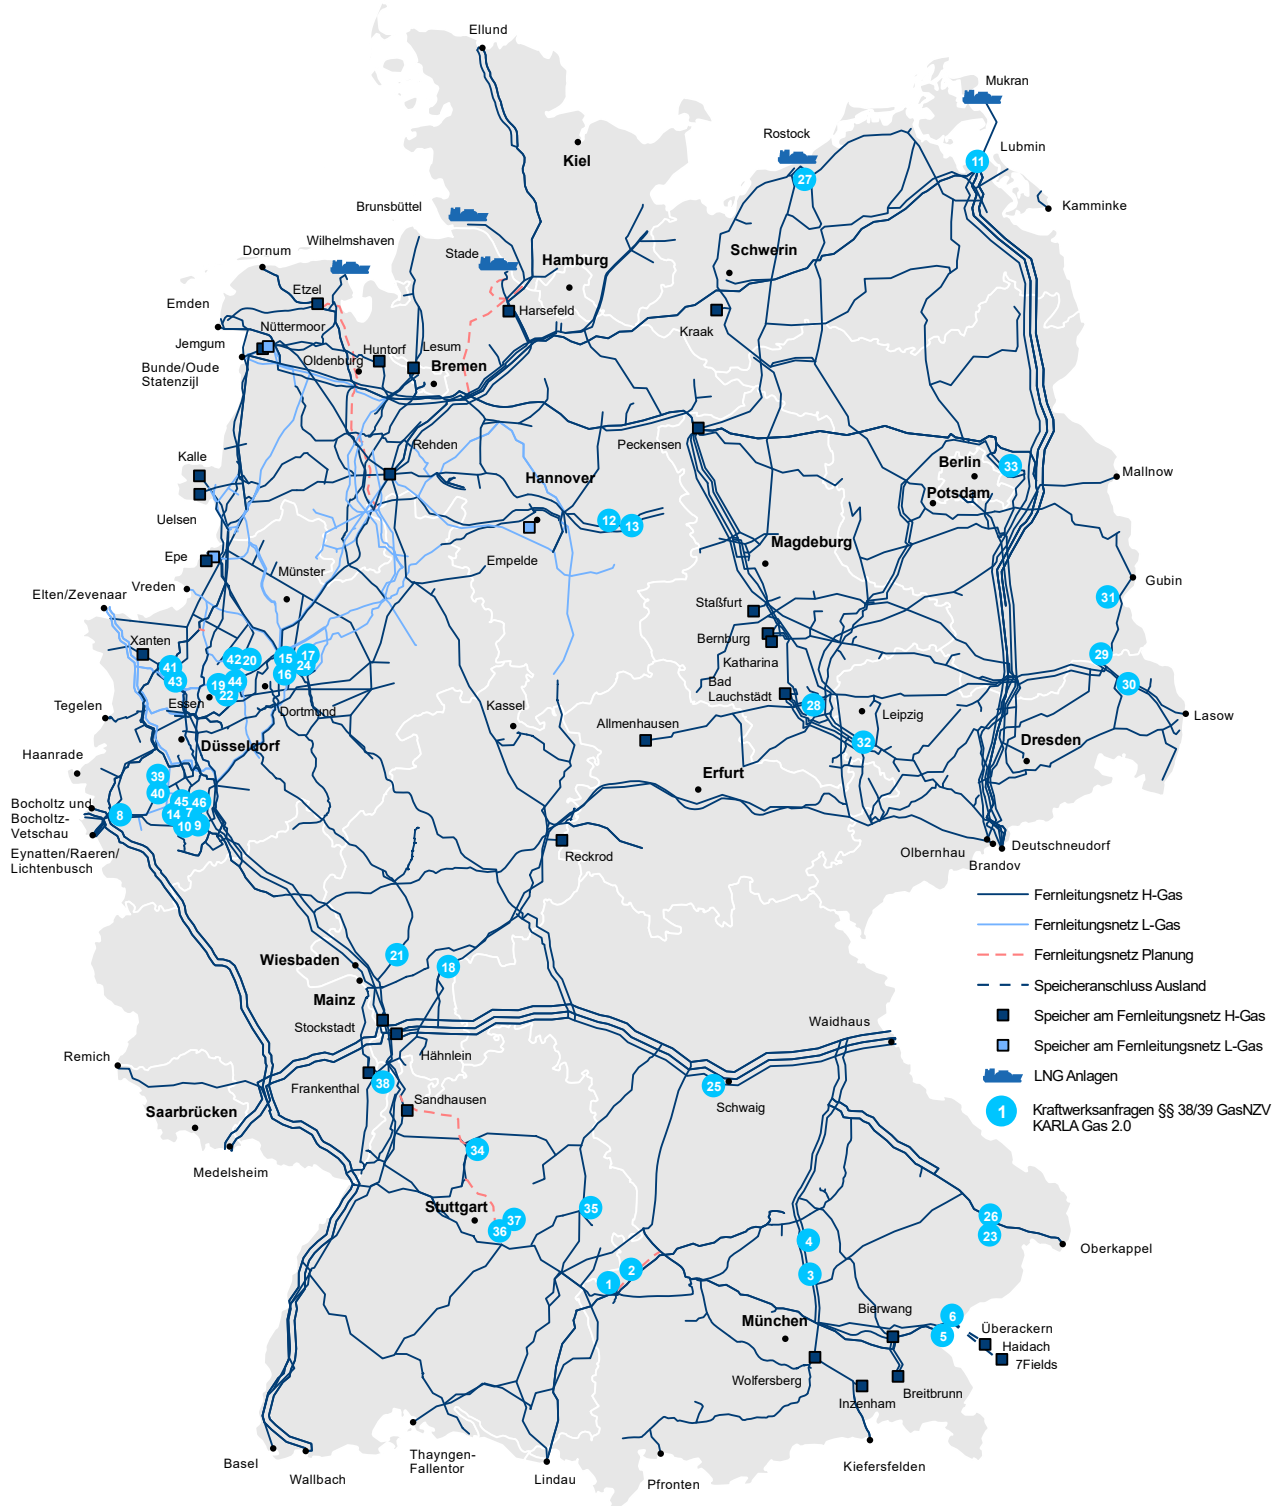 Ellund
Mukran
Kiel
Rostock
Lubmin
11
27
Kamminke
Brunsbüttel
Wilhelmshaven
Dornum
Stade
Hamburg
Schwerin
Etzel
Emden
Harsefeld
Kraak
Nüttermoor
Jemgum
Huntorf
Lesum
Oldenburg
Bremen
Bunde/Oude
Statenzijl
Rehden
Peckensen
Kalle
Hannover
Berlin
33
Mallnow
Potsdam
Uelsen
12
13
Epe
Empelde
Magdeburg
Münster
Vreden
Gubin
Elten/Zevenaar
31
Staßfurt
Xanten
Bernburg
42
20
15
17
24
16
41
43
Katharina
29
19
44
22
Bad
Lauchstädt
30
Essen
Tegelen
Dortmund
Kassel
28
Leipzig
Lasow
Allmenhausen
Düsseldorf
32
Dresden
Haanrade
39
Erfurt
40
Bocholtz und
Bocholtz-
Vetschau
8
45
46
14
7
10
9
Eynatten/Raeren/
Lichtenbusch
Reckrod
Olbernhau
Deutschneudorf
Brandov
Fernleitungsnetz H-Gas
Fernleitungsnetz L-Gas
Fernleitungsnetz Planung
Speicheranschluss Ausland
Speicher am Fernleitungsnetz H-Gas
Speicher am Fernleitungsnetz L-Gas
LNG Anlagen
1
Kraftwerksanfragen §§ 38/39 GasNZV
KARLA Gas 2.0
21
18
Wiesbaden
Mainz
Stockstadt
Waidhaus
Remich
Hähnlein
Frankenthal
38
25
Schwaig
Sandhausen
Saarbrücken
34
Medelsheim
Stuttgart
35
37
36
26
23
4
Oberkappel
2
1
3
Bierwang
6
5
München
Überackern
Haidach
7Fields
Wolfersberg
Inzenham
Breitbrunn
Basel
Wallbach
Thayngen-
Fallentor
Lindau
Pfronten
Kiefersfelden